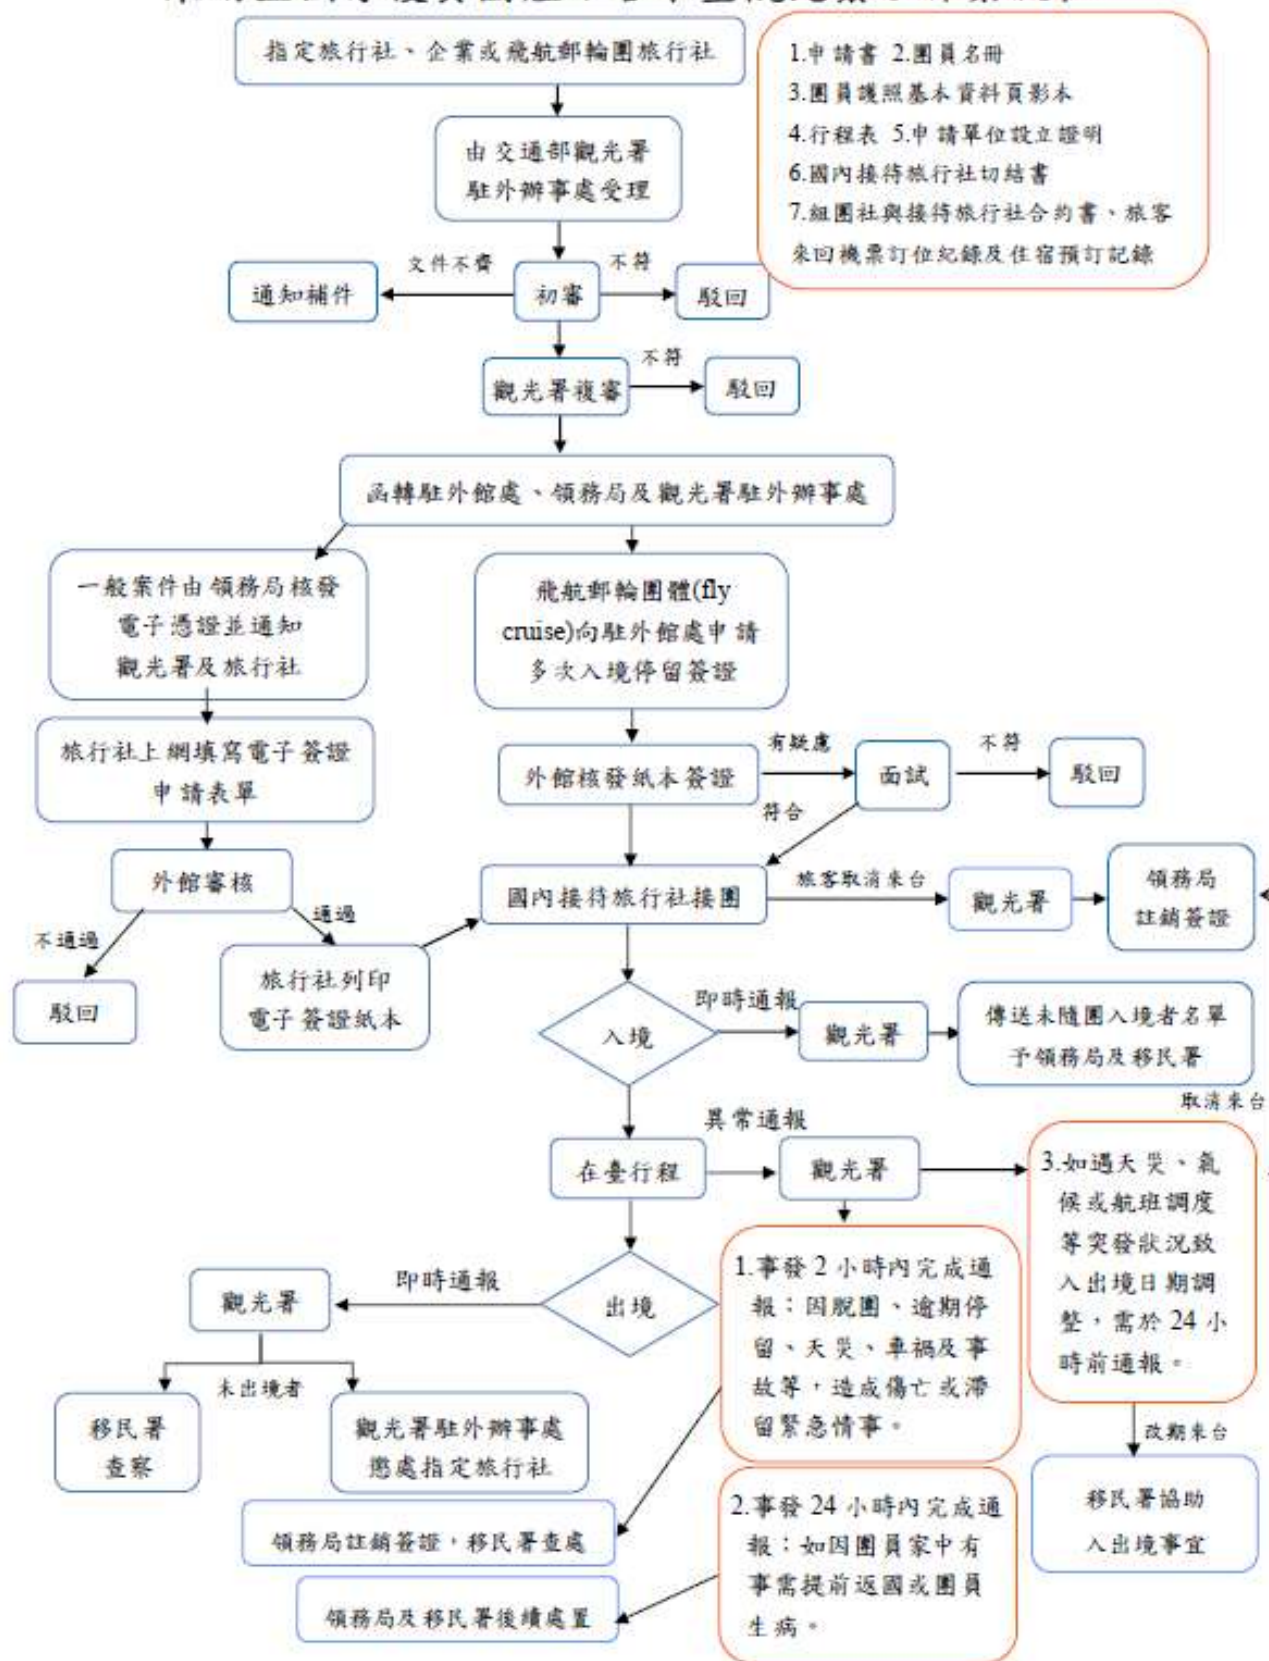 指定旅行社、企業或飛航郵輪團旅行社
1.申請書 2.團員名冊
3.團員護照基本資料頁影本
4.行程表 5.申請單位設立證明
6.國內接待旅行社切結書
7.組團社與接待旅行社合約書、旅客
來回機票訂位紀錄及住宿預訂記錄
由交通部觀光署
駐外辦事處受理
文件不齊
不符
通知補件
初審
駁回
不符
觀光署複審
駁回
函轉駐外館處、領務局及觀光署駐外辦事處
一般案件由領務局核發
電子憑證並通知
觀光署及旅行社
飛航郵輪團體(fly
cruise)向駐外館處申請
多次入境停留簽證
旅行社上網填寫電子簽證
申請表單
外館核發紙本簽證
有疑慮
面試
不符
駁回
符合
外館審核
國內接待旅行社接團
旅客取消來台
觀光署
領務局
註銷簽證
不通過
通過
駁回
旅行社列印
電子簽證紙本
入境
即時通報
觀光署
傳送未隨團入境者名單
予領務局及移民署
取消來台
異常通報
在臺行程
觀光署
3.如遇天災、氣
候或航班調度
等突發狀況致
入出境日期調
整，需於 24 小
時前通報。
1.事發 2 小時內完成通
報：因脫團、逾期停
留、天災、車禍及事
故等，造成傷亡或滯
留緊急情事。
即時通報
觀光署
出境
未出境者
移民署
查察
觀光署駐外辦事處
懲處指定旅行社
改期來台
移民署協助
入出境事宜
領務局註銷簽證，移民署查處
2.事發 24 小時內完成通
報：如因團員家中有
事需提前返國或團員
生病。
領務局及移民署後續處置